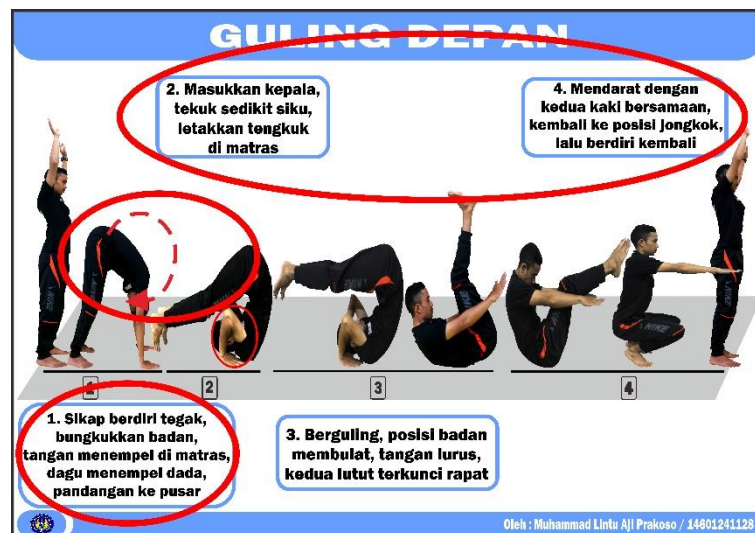 GULING DEPAN
2. Masukkan kepala,
tekuk sedikit siku,
letakkan tengkuk
di matras
4. Mendarat dengan
kedua kaki bersamaan,
kembali ke posisi jongkok,
lalu berdiri kembali
NIKE
NIKE
1
2
3
4
1. Sikap berdiri tegak,
bungkukkan badan,
tangan menempel di matras,
dagu menempel dada,
pandangan ke pusar
3. Berguling, posisi badan
membulat, tangan lurus,
kedua lutut terkunci rapat
Oleh : Muhammad Lintu Aji Prakoso / 14601241128